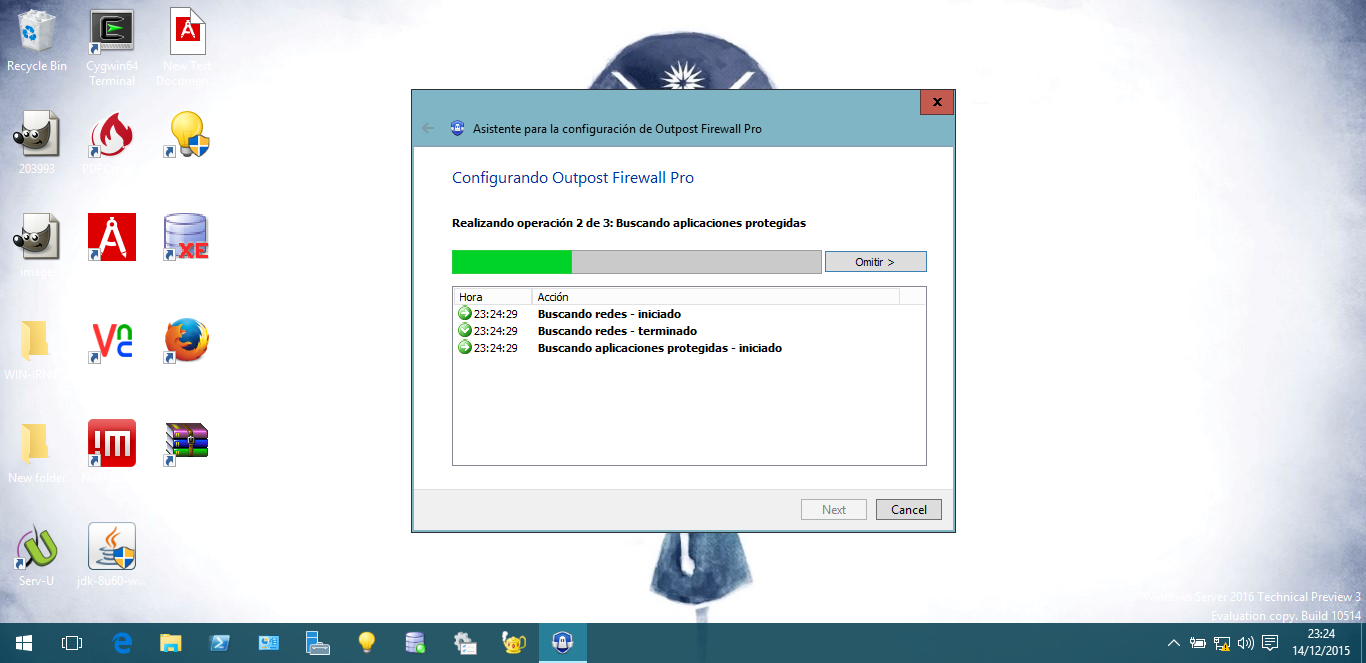 Recycle Bin
Cygwin64
Terminal
New Text
Documen...
203993
image
WIN-iRN
New folder
Serv-U
jdk-8u60-w...
XE
Asistente para la configuración de Outpost Firewall Pro
Configurando Outpost Firewall Pro
Realizando operación 2 de 3: Buscando aplicaciones protegidas
Omitir >
Hora Acción
23:24:29 Buscando redes - iniciado
23:24:29 Buscando redes - terminado
23:24:29 Buscando aplicaciones protegidas - iniciado
Next Cancel
Windows Server 2016 Technical Preview 3
Evaluation copy. Build 10514
23:24
14/12/2015